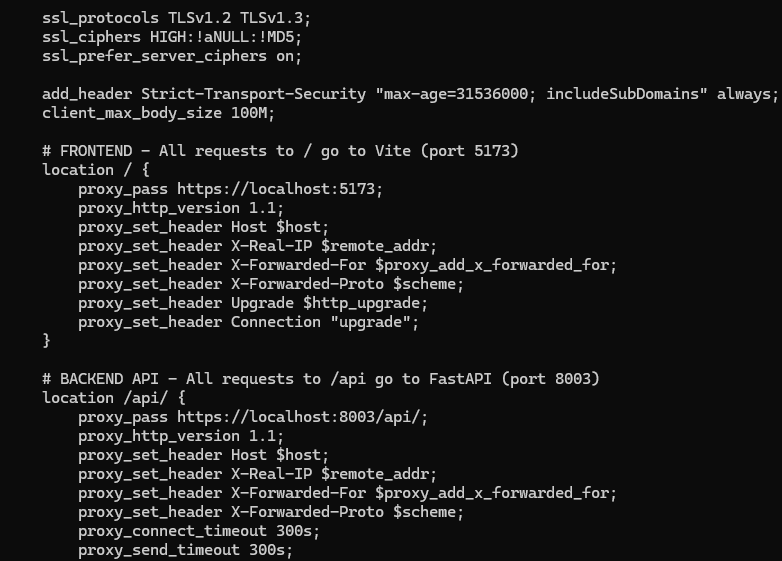 ssl_protocols TLSv1.2 TLSv1.3;
ssl_ciphers HIGH:!aNULL:!MD5;
ssl_prefer_server_ciphers on;
add_header Strict-Transport-Security "max-age=31536000; includeSubDomains" always;
client_max_body_size 100M;
# FRONTEND - All requests to / go to Vite (port 5173)
location / {
proxy_pass https://localhost:5173;
proxy_http_version 1.1;
proxy_set_header Host $host;
proxy_set_header X-Real-IP $remote_addr;
proxy_set_header X-Forwarded-For $proxy_add_x_forwarded_for;
proxy_set_header X-Forwarded-Proto $scheme;
proxy_set_header Upgrade $http_upgrade;
proxy_set_header Connection "upgrade";
}
# BACKEND API - All requests to /api go to FastAPI (port 8003)
location /api/ {
proxy_pass https://localhost:8003/api/;
proxy_http_version 1.1;
proxy_set_header Host $host;
proxy_set_header X-Real-IP $remote_addr;
proxy_set_header X-Forwarded-For $proxy_add_x_forwarded_for;
proxy_set_header X-Forwarded-Proto $scheme;
proxy_connect_timeout 300s;
proxy_send_timeout 300s;